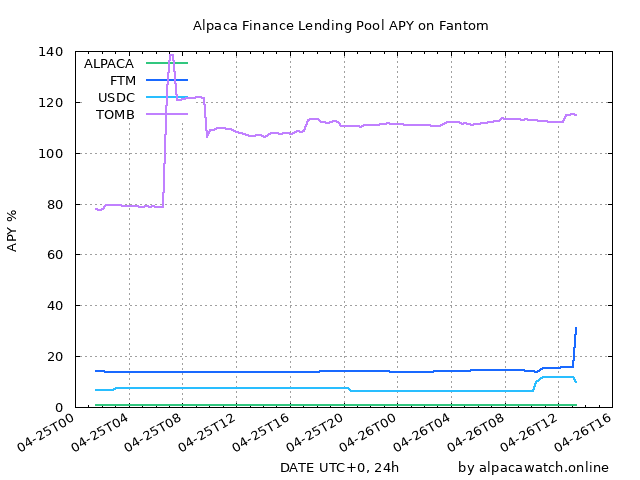 Alpaca Finance Lending Pool APY on Fantom
140
120
100
80
60
40
20
0
APY %
ALPACA
FTM
USDC
TOMB
04-25T00
04-25T04
04-25T08
04-25T12
04-25T16
04-25T20
04-26T00
04-26T04
04-26T08
04-26T12
04-26T16
DATE UTC+0, 24h
by alpacawatch.online